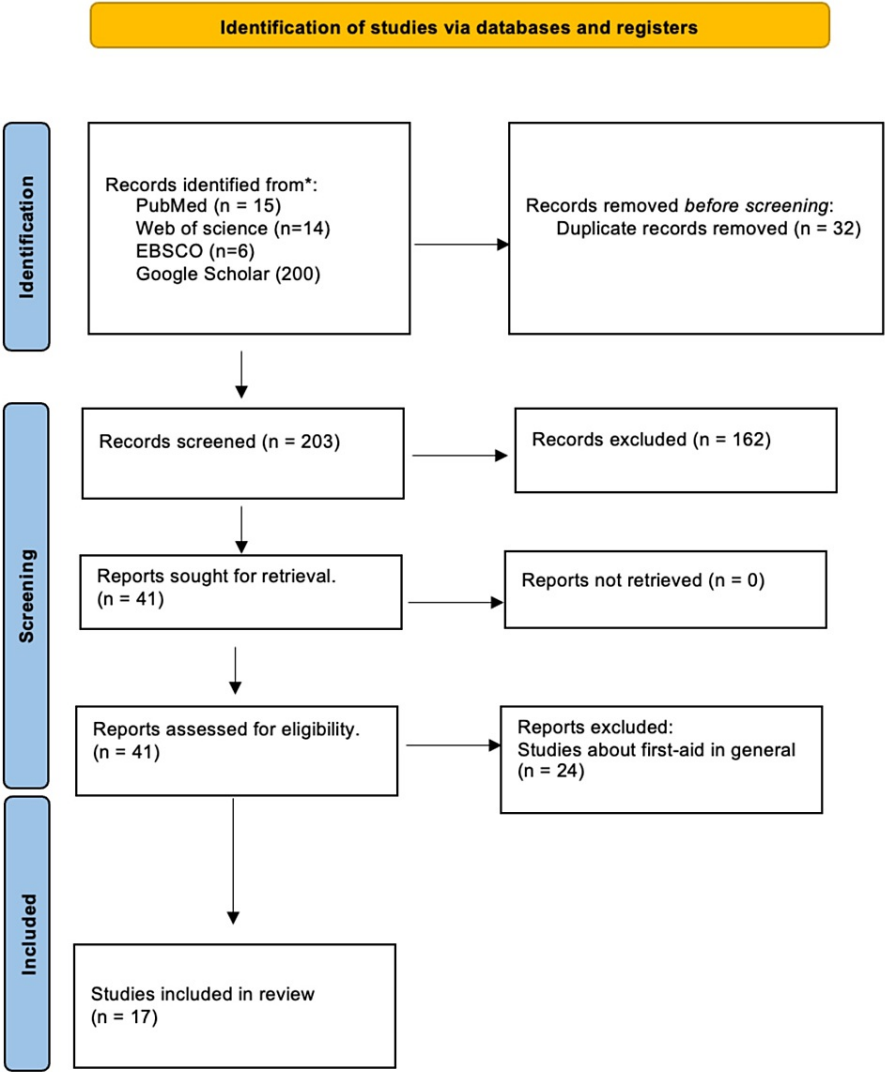 Identification of studies via databases and registers
Identification
Records identified from*:
PubMed (n = 15)
Web of science (n=14)
EBSCO (n=6)
Google Scholar (200)
Records removed before screening:
Duplicate records removed (n = 32)
Screening
Records screened (n = 203)
Records excluded (n = 162)
Reports sought for retrieval.
(n = 41)
Reports not retrieved (n = 0)
Reports assessed for eligibility.
(n = 41)
Reports excluded:
Studies about first-aid in general
(n = 24)
Included
Studies included in review
(n = 17)